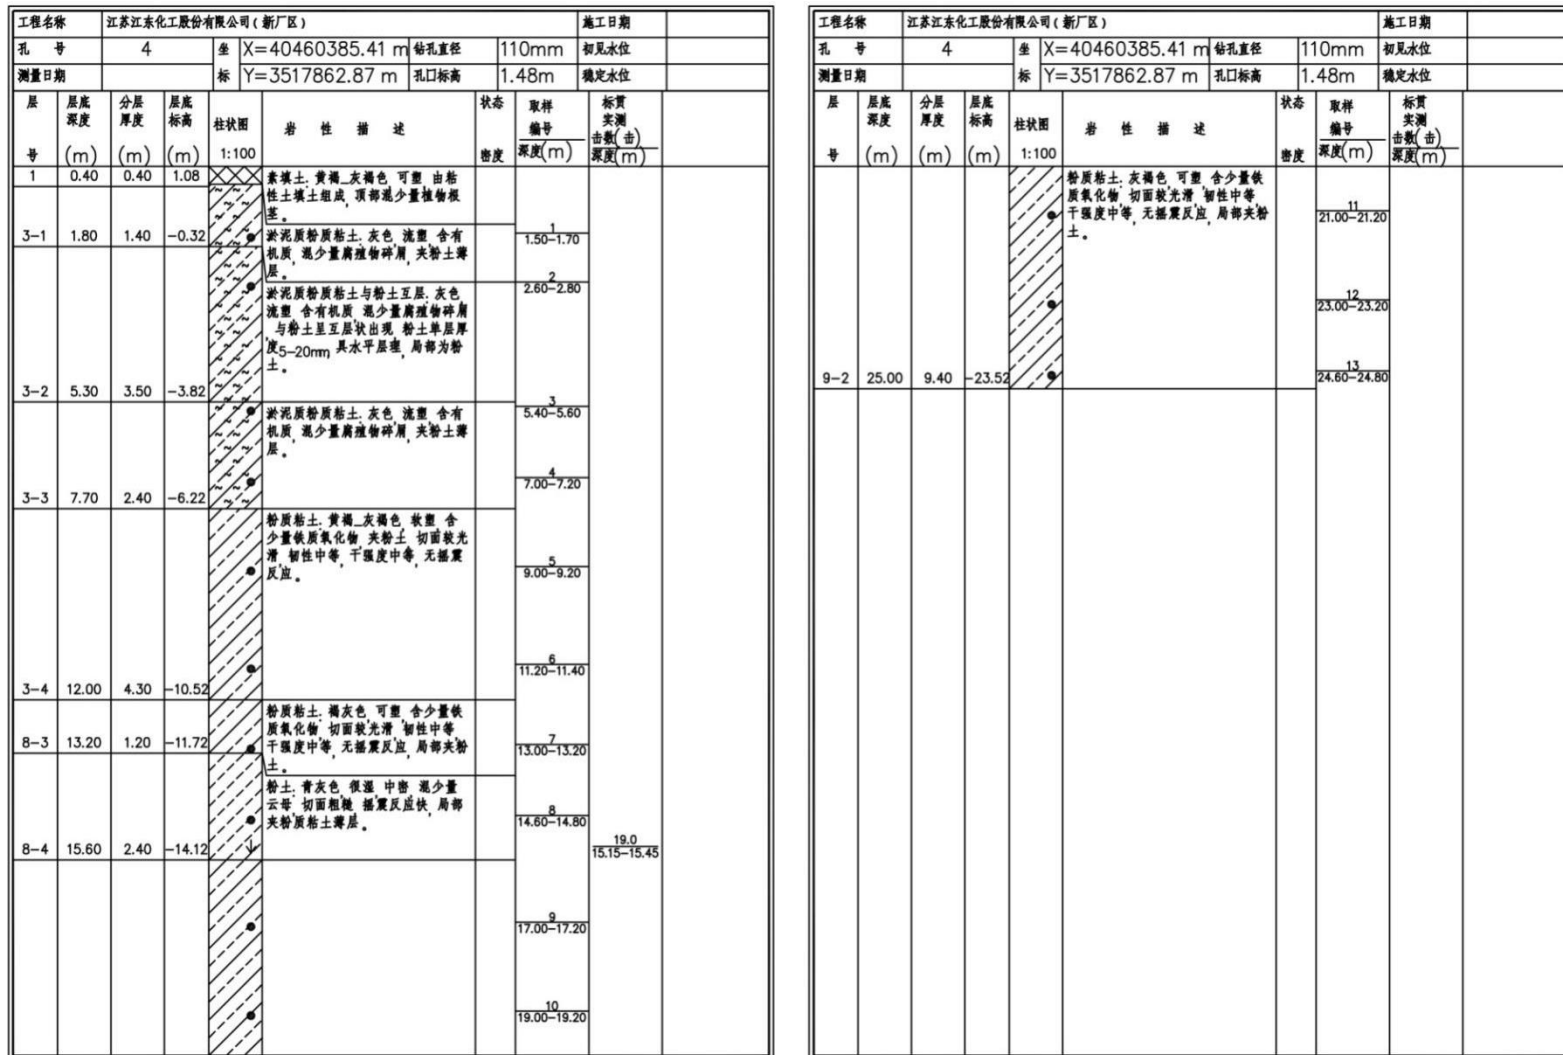 工程名称 江苏江东化工股份有限公司(新厂区) 施工日期
孔 号 4 坐 X=40460385.41 m 钻孔直径 110mm 初见水位
测量日期 标 Y=3517862.87 m 孔口标高 1.48m 稳定水位
层 层底 分层 层底 柱状图 岩 性 描 述 状态 取样 标贯
深度 厚度 标高 编号 实测
击数(击)
号 (m) (m) (m) 1:100 密度 深度(m) 深度(m)
1 0.40 0.40 1.08 素填土. 黄褐_灰褐色, 可塑, 由粘
性土填土组成, 顶部混少量植物根
茎。
3-1 1.80 1.40 -0.32 淤泥质粉质粘土. 灰色, 流塑, 含有
机质, 混少量腐殖物碎屑, 夹粉土薄
层。
1
1.50-1.70
2
2.60-2.80
淤泥质粉质粘土与粉土互层. 灰色,
流塑, 含有机质, 混少量腐殖物碎屑
, 与粉土呈互层状出现, 粉土单层厚
度5-20mm, 具水平层理, 局部为粉
土。
3-2 5.30 3.50 -3.82
3
5.40-5.60
淤泥质粉质粘土. 灰色, 流塑, 含有
机质, 混少量腐殖物碎屑, 夹粉土薄
层。
4
7.00-7.20
3-3 7.70 2.40 -6.22
粉质粘土. 黄褐_灰褐色, 软塑, 含
少量铁质氧化物, 夹粉土, 切面较光
滑, 韧性中等, 干强度中等, 无摇震
反应。
5
9.00-9.20
6
11.20-11.40
3-4 12.00 4.30 -10.52
粉质粘土. 褐灰色, 可塑, 含少量铁
质氧化物, 切面较光滑, 韧性中等,
干强度中等, 无摇震反应, 局部夹粉
土。
8-3 13.20 1.20 -11.72
7
13.00-13.20
粉土. 青灰色, 很湿, 中密, 混少量
云母, 切面粗糙, 摇震反应快, 局部
夹粉质粘土薄层。
8
14.60-14.80
8-4 15.60 2.40 -14.12
19.0
15.15-15.45
9
17.00-17.20
10
19.00-19.20
工程名称 江苏江东化工股份有限公司(新厂区) 施工日期
孔 号 4 坐 X=40460385.41 m 钻孔直径 110mm 初见水位
测量日期 标 Y=3517862.87 m 孔口标高 1.48m 稳定水位
层 层底 分层 层底 柱状图 岩 性 描 述 状态 取样 标贯
深度 厚度 标高 编号 实测
击数(击)
号 (m) (m) (m) 1:100 密度 深度(m) 深度(m)
粉质粘土. 灰褐色, 可塑, 含少量铁
质氧化物, 切面较光滑, 韧性中等,
干强度中等, 无摇震反应, 局部夹粉
土。
11
21.00-21.20
12
23.00-23.20
13
24.60-24.80
9-2 25.00 9.40 -23.52